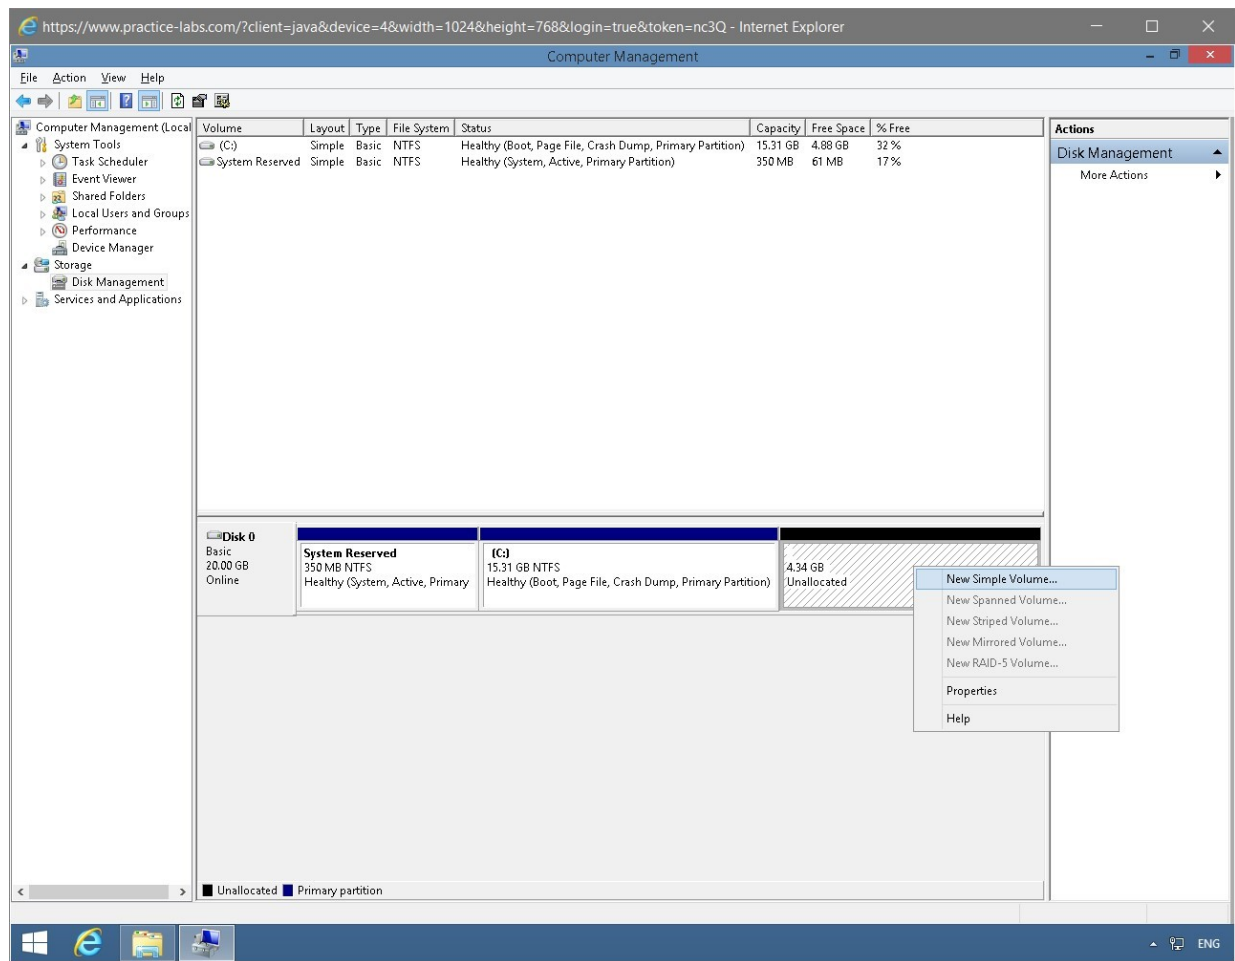 https://www.practice-labs.com/?client=java&device=4&width=1024&height=768&login=true&token=nc3Q - Internet Explorer
Computer Management
File Action View Help
Computer Management (Local
System Tools
Task Scheduler
Event Viewer
Shared Folders
Local Users and Groups
Performance
Device Manager
Storage
Disk Management
Services and Applications
Volume Layout Type File System Status Capacity Free Space % Free
(C:) Simple Basic NTFS Healthy (Boot, Page File, Crash Dump, Primary Partition) 15.31 GB 4.88 GB 32 %
System Reserved Simple Basic NTFS Healthy (System, Active, Primary Partition) 350 MB 61 MB 17 %
Actions
Disk Management
More Actions
Disk 0
Basic
20.00 GB
Online
System Reserved
350 MB NTFS
Healthy (System, Active, Primary
(C:)
15.31 GB NTFS
Healthy (Boot, Page File, Crash Dump, Primary Partition)
4.34 GB
Unallocated
New Simple Volume...
New Spanned Volume...
New Striped Volume...
New Mirrored Volume...
New RAID-5 Volume...
Properties
Help
Unallocated Primary partition
ENG